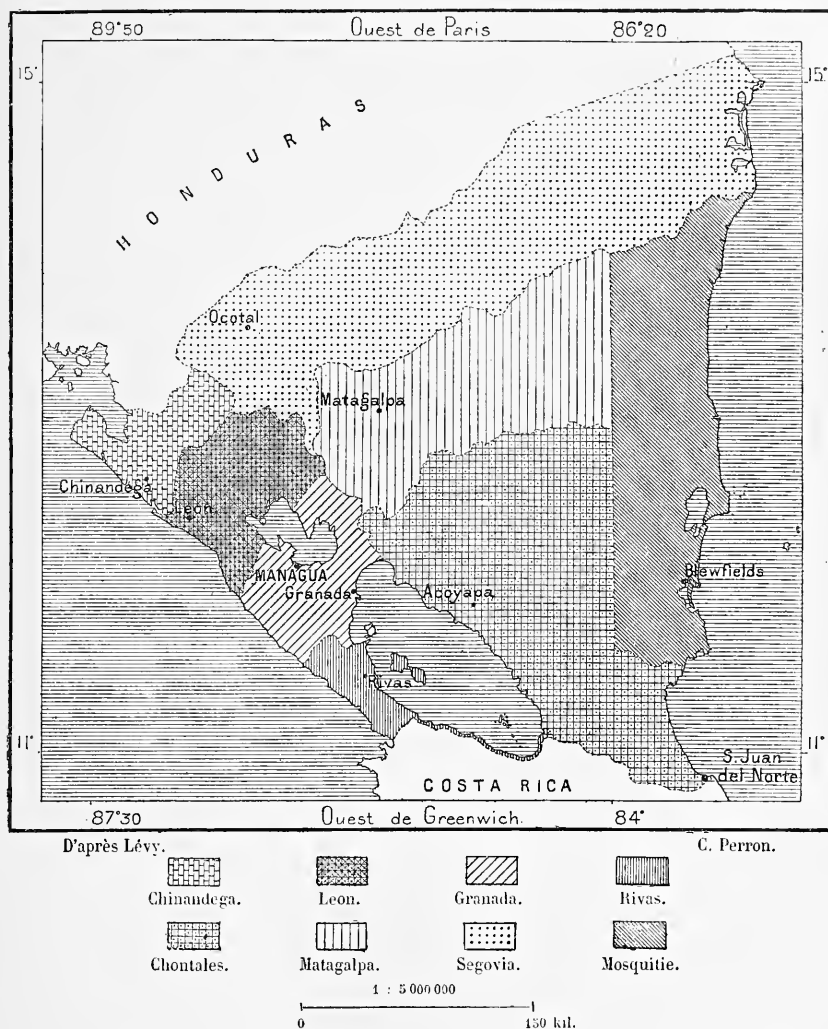 89°50 Ouest de Paris 86°20
15° 15°
HONDURAS
Ocotal
Matagalpa
Chinandega
Leon
MANAGUA
Granada
Acoyapa
Blewfields
Rivas
11° 11°
S. Juan
del Norte
COSTA RICA
87°30 Ouest de Greenwich. 84°
D'après Lévy. C. Perron.
Chinandega. Leon. Granada. Rivas.
Chontales. Matagalpa. Segovia. Mosquitie.
1 : 5 000 000
0 150 kil.